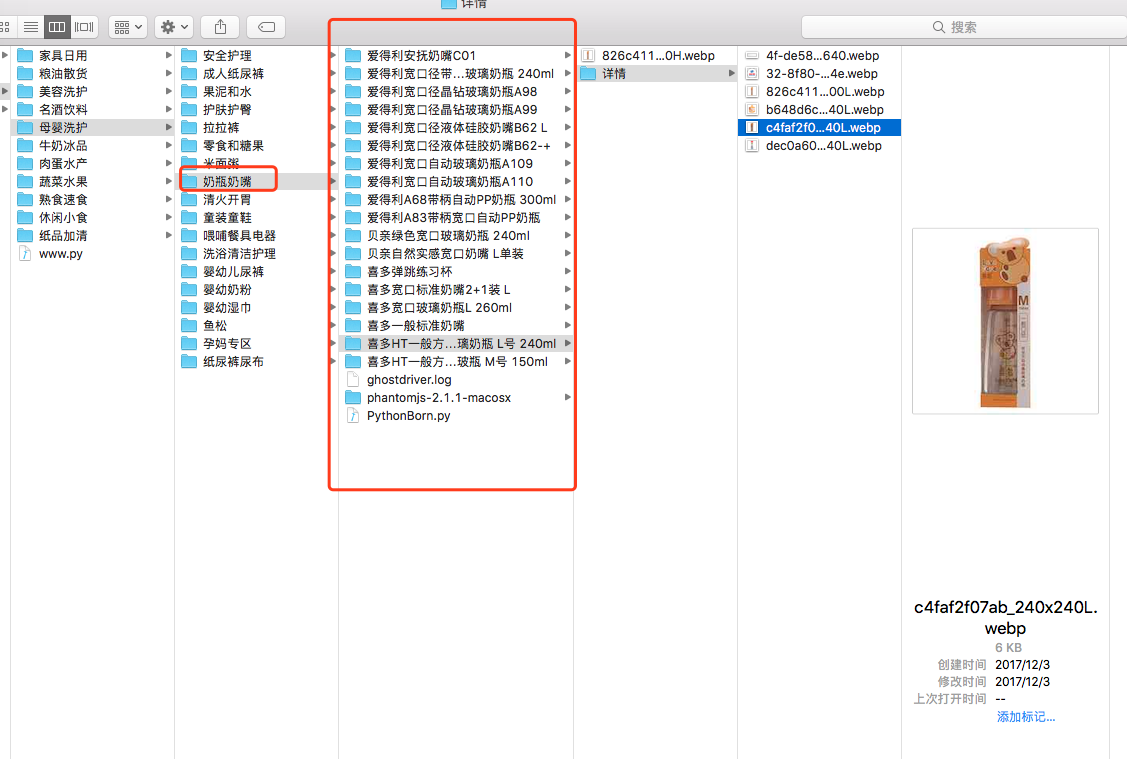 详情
搜索
家具日用
粮油散货
美容洗护
名酒饮料
母婴洗护
牛奶冰品
肉蛋水产
蔬菜水果
熟食速食
休闲小食
纸品加清
www.py
安全护理
成人纸尿裤
果泥和水
护肤护臀
拉拉裤
零食和糖果
米面粥
奶瓶奶嘴
清火开胃
童装童鞋
喂哺餐具电器
洗浴清洁护理
婴幼儿尿裤
婴幼奶粉
婴幼湿巾
鱼松
孕妈专区
纸尿裤尿布
爱得利安抚奶嘴C01
爱得利宽口径带...玻璃奶瓶 240ml
爱得利宽口径晶钻玻璃奶瓶A98
爱得利宽口径晶钻玻璃奶瓶A99
爱得利宽口径液体硅胶奶嘴B62 L
爱得利宽口径液体硅胶奶嘴B62-+
爱得利宽口自动玻璃奶瓶A109
爱得利宽口自动玻璃奶瓶A110
爱得利A68带柄自动PP奶瓶 300ml
爱得利A83带柄宽口自动PP奶瓶
贝亲绿色宽口玻璃奶瓶 240ml
贝亲自然实感宽口奶嘴 L单装
喜多弹跳练习杯
喜多宽口标准奶嘴2+1装 L
喜多宽口玻璃奶瓶L 260ml
喜多一般标准奶嘴
喜多HT一般方...璃奶瓶 L号 240ml
喜多HT一般方...玻瓶 M号 150ml
ghostdriver.log
phantomjs-2.1.1-macosx
PythonBorn.py
826c411...0H.webp
详情
4f-de58...640.webp
32-8f80-...4e.webp
826c411...00L.webp
b648d6c...40L.webp
c4faf2f0...40L.webp
dec0a60...40L.webp
M
c4faf2f07ab_240x240L.
webp
6 KB
创建时间 2017/12/3
修改时间 2017/12/3
上次打开时间 --
添加标记...